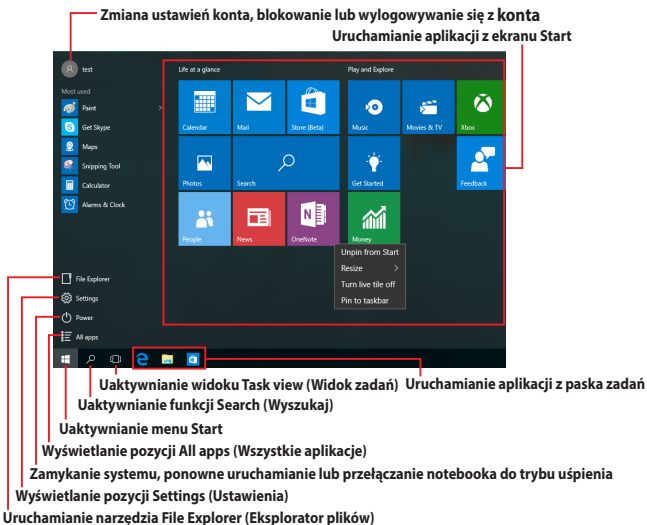 Zmiana ustawień konta, blokowanie lub wylogowywanie się z konta
Uruchamianie aplikacji z ekranu Start
test
Life at a glance
Play and Explore
Most used
Paint
Get Skype
Maps
Snipping Tool
Calculator
Alarms & Clock
Calendar
Mail
Store (Beta)
Music
Movies & TV
Xbox
Photos
Search
Get Started
Feedback
People
News
OneNote
Money
Unpin from Start
Resize
Turn live tile off
Pin to taskbar
File Explorer
Settings
Power
All apps
Uaktywnianie widoku Task view (Widok zadań)
Uruchamianie aplikacji z paska zadań
Uaktywnianie funkcji Search (Wyszukaj)
Uaktywnianie menu Start
Wyświetlanie pozycji All apps (Wszystkie aplikacje)
Zamykanie systemu, ponowne uruchamianie lub przełączanie notebooka do trybu uśpienia
Wyświetlanie pozycji Settings (Ustawienia)
Uruchamianie narzędzia File Explorer (Eksplorator plików)